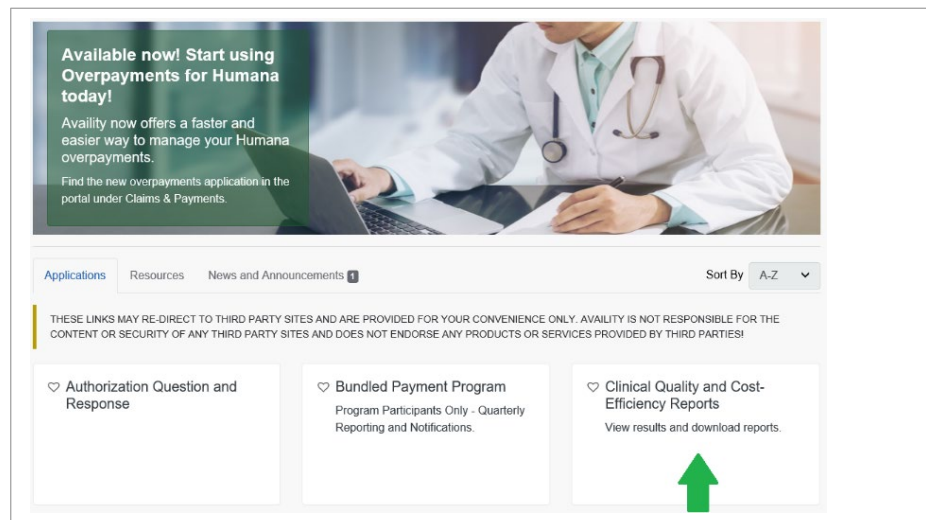 Available now! Start using
Overpayments for Humana
today!
Availity now offers a faster and
easier way to manage your Humana
overpayments.
Find the new overpayments application in the
portal under Claims & Payments.
Applications Resources News and Announcements 1 Sort By A-Z
THESE LINKS MAY RE-DIRECT TO THIRD PARTY SITES AND ARE PROVIDED FOR YOUR CONVENIENCE ONLY. AVAILITY IS NOT RESPONSIBLE FOR THE
CONTENT OR SECURITY OF ANY THIRD PARTY SITES AND DOES NOT ENDORSE ANY PRODUCTS OR SERVICES PROVIDED BY THIRD PARTIES!
Authorization Question and
Response
Bundled Payment Program
Program Participants Only - Quarterly
Reporting and Notifications.
Clinical Quality and Cost-
Efficiency Reports
View results and download reports.